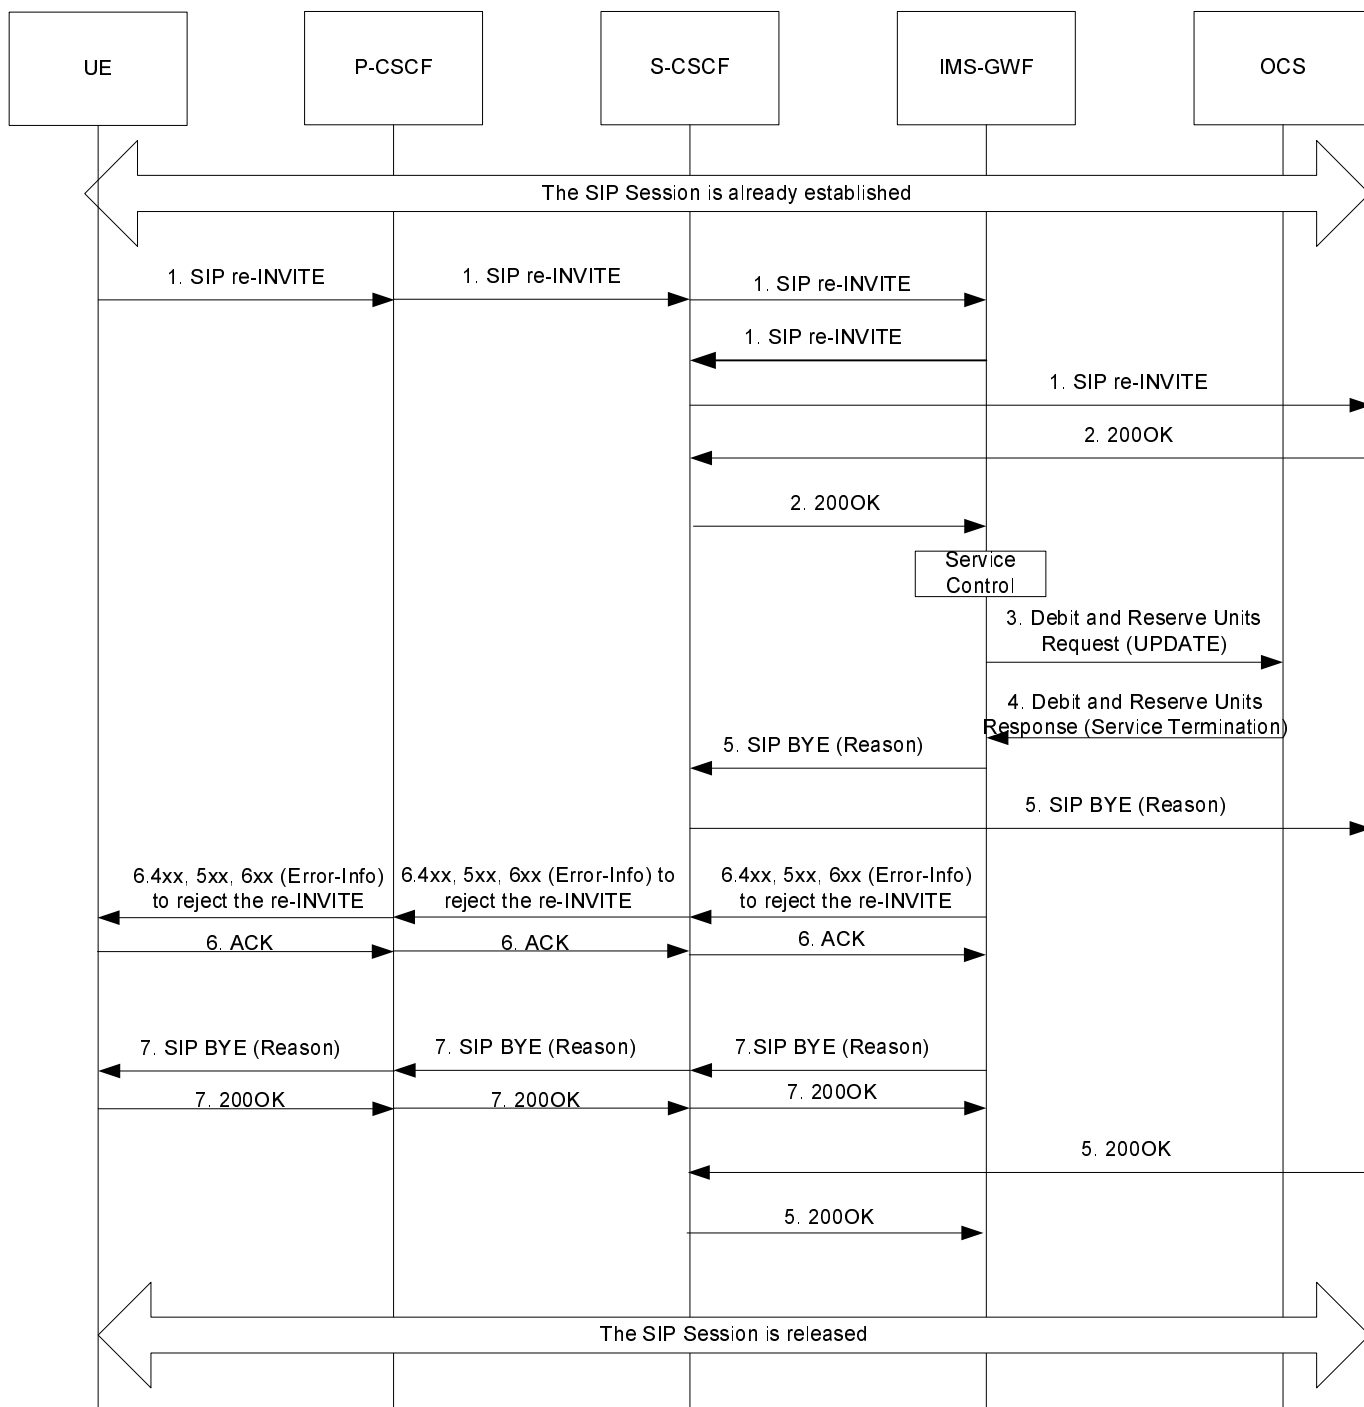 UE
P-CSCF
S-CSCF
IMS-GWF
OCS
The SIP Session is already established
1. SIP re-INVITE
1. SIP re-INVITE
1. SIP re-INVITE
1. SIP re-INVITE
1. SIP re-INVITE
2. 200OK
2. 200OK
Service
Control
3. Debit and Reserve Units
Request (UPDATE)
4. Debit and Reserve Units
Response (Service Termination)
5. SIP BYE (Reason)
5. SIP BYE (Reason)
6.4xx, 5xx, 6xx (Error-Info)
to reject the re-INVITE
6.4xx, 5xx, 6xx (Error-Info) to
reject the re-INVITE
6.4xx, 5xx, 6xx (Error-Info)
to reject the re-INVITE
6. ACK
6. ACK
6. ACK
7. SIP BYE (Reason)
7. SIP BYE (Reason)
7.SIP BYE (Reason)
7. 200OK
7. 200OK
7. 200OK
5. 200OK
5. 200OK
The SIP Session is released